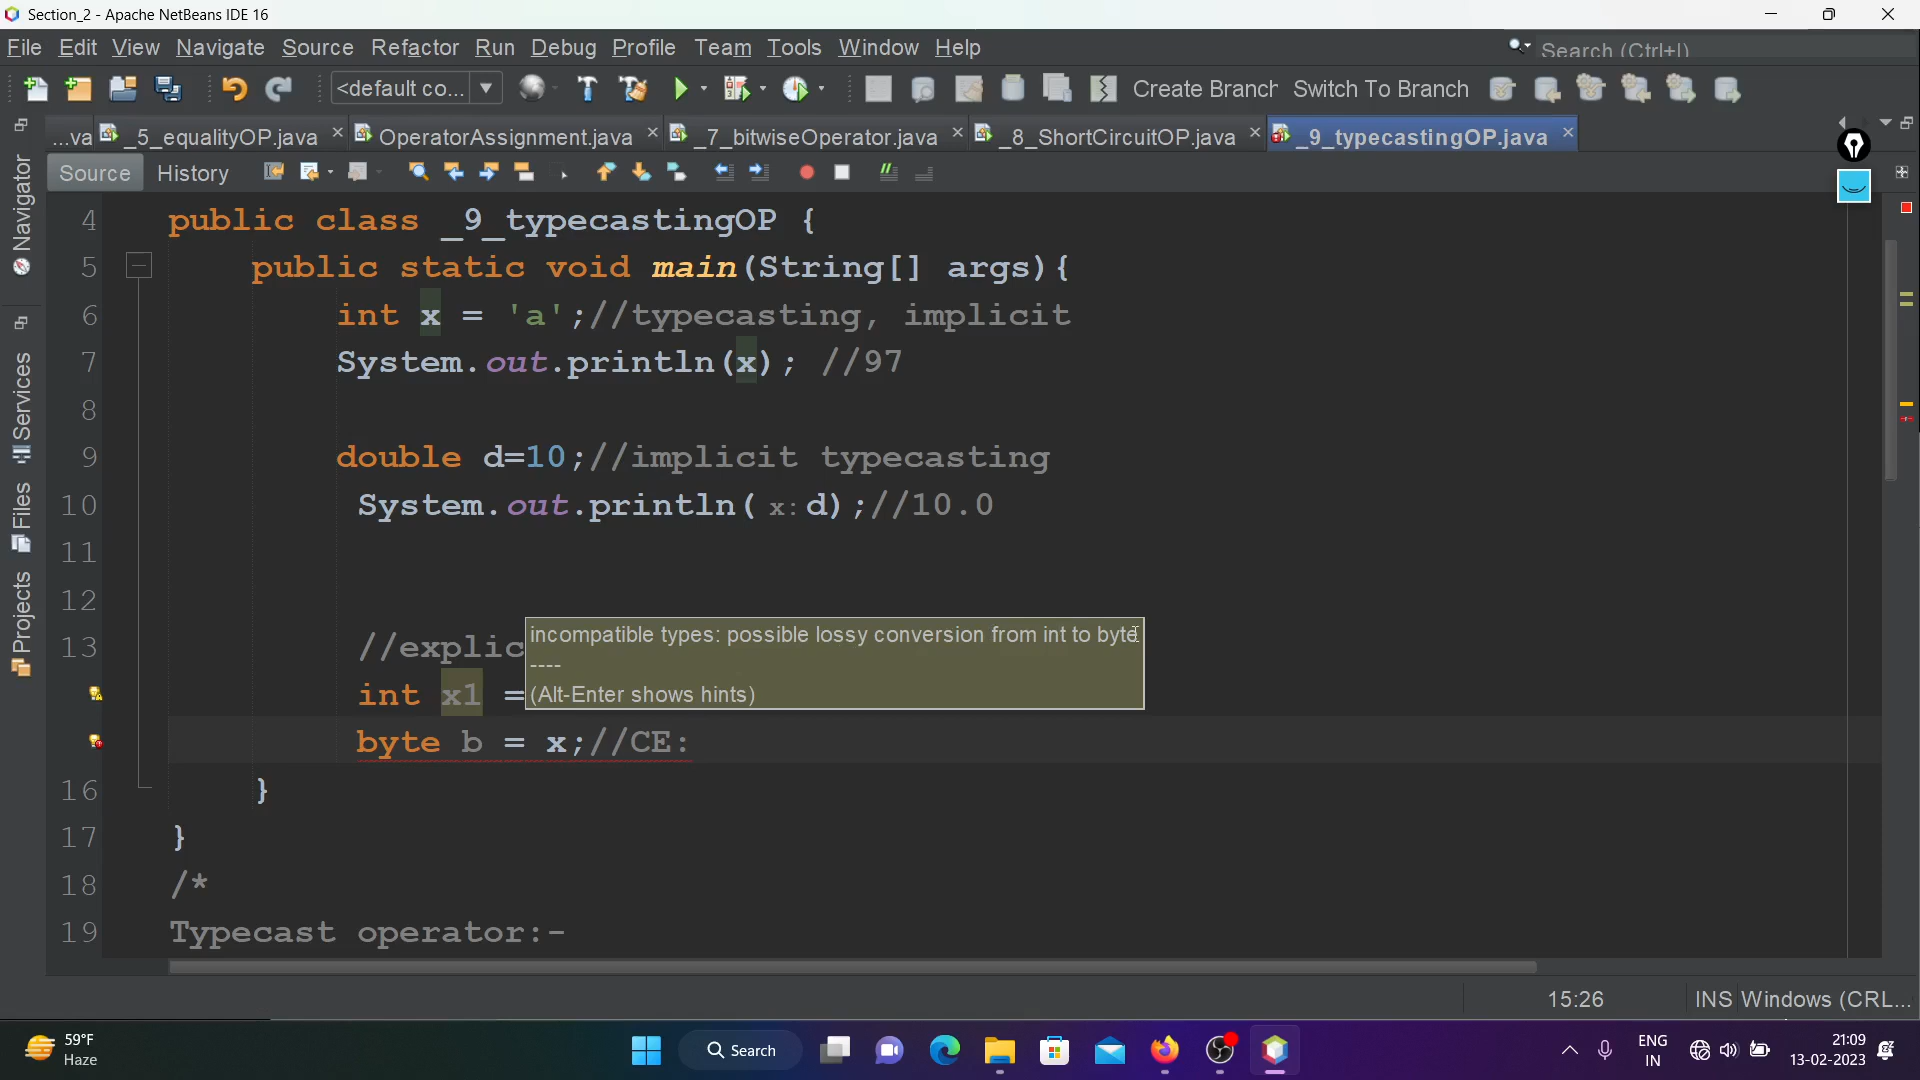 Section_2 - Apache NetBeans IDE 16
File Edit View Navigate Source Refactor Run Debug Profile Team Tools Window Help
Search (Ctrl+I)
<default co... Create Branch Switch To Branch
...va _5_equalityOP.java OperatorAssignment.java _7_bitwiseOperator.java _8_ShortCircuitOP.java _9_typecastingOP.java
Source History
Navigator
Services
Files
Projects
4 public class _9_typecastingOP {
5 public static void main(String[] args){
6 int x = 'a';//typecasting, implicit
7 System.out.println(x); //97
8
9 double d=10;//implicit typecasting
10 System.out.println( x: d);//10.0
11
12
13 //explic
incompatible types: possible lossy conversion from int to byte
----
(Alt-Enter shows hints)
int x1 =
byte b = x;//CE:
16 }
17 }
18 /*
19 Typecast operator:-
15:26 INS Windows (CRL...
59°F
Haze
Search
ENG
IN
21:09
13-02-2023